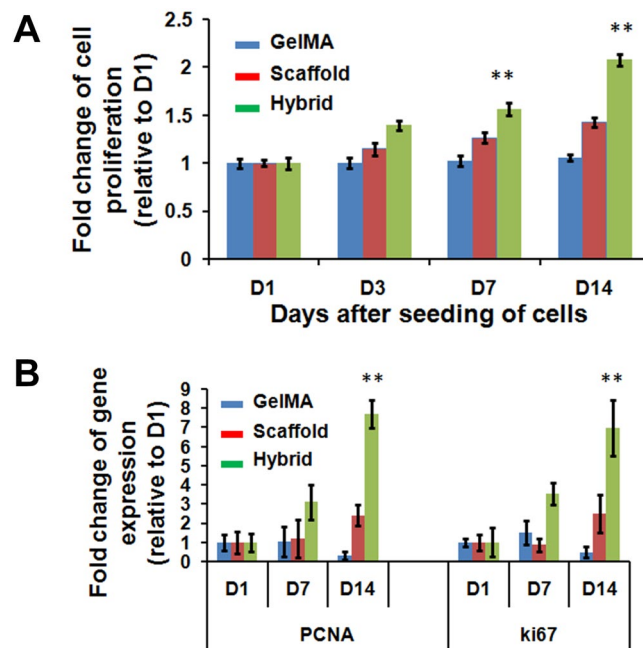 A
Fold change of cell
proliferation
(relative to D1)
2.5
2
1.5
1
0.5
0
GelMA
Scaffold
Hybrid
**
**
D1 D3 D7 D14
Days after seeding of cells
B
Fold change of gene
expression
(relative to D1)
9
8
7
6
5
4
3
2
1
0
GelMA
Scaffold
Hybrid
**
**
D1 D7 D14 D1 D7 D14
PCNA ki67